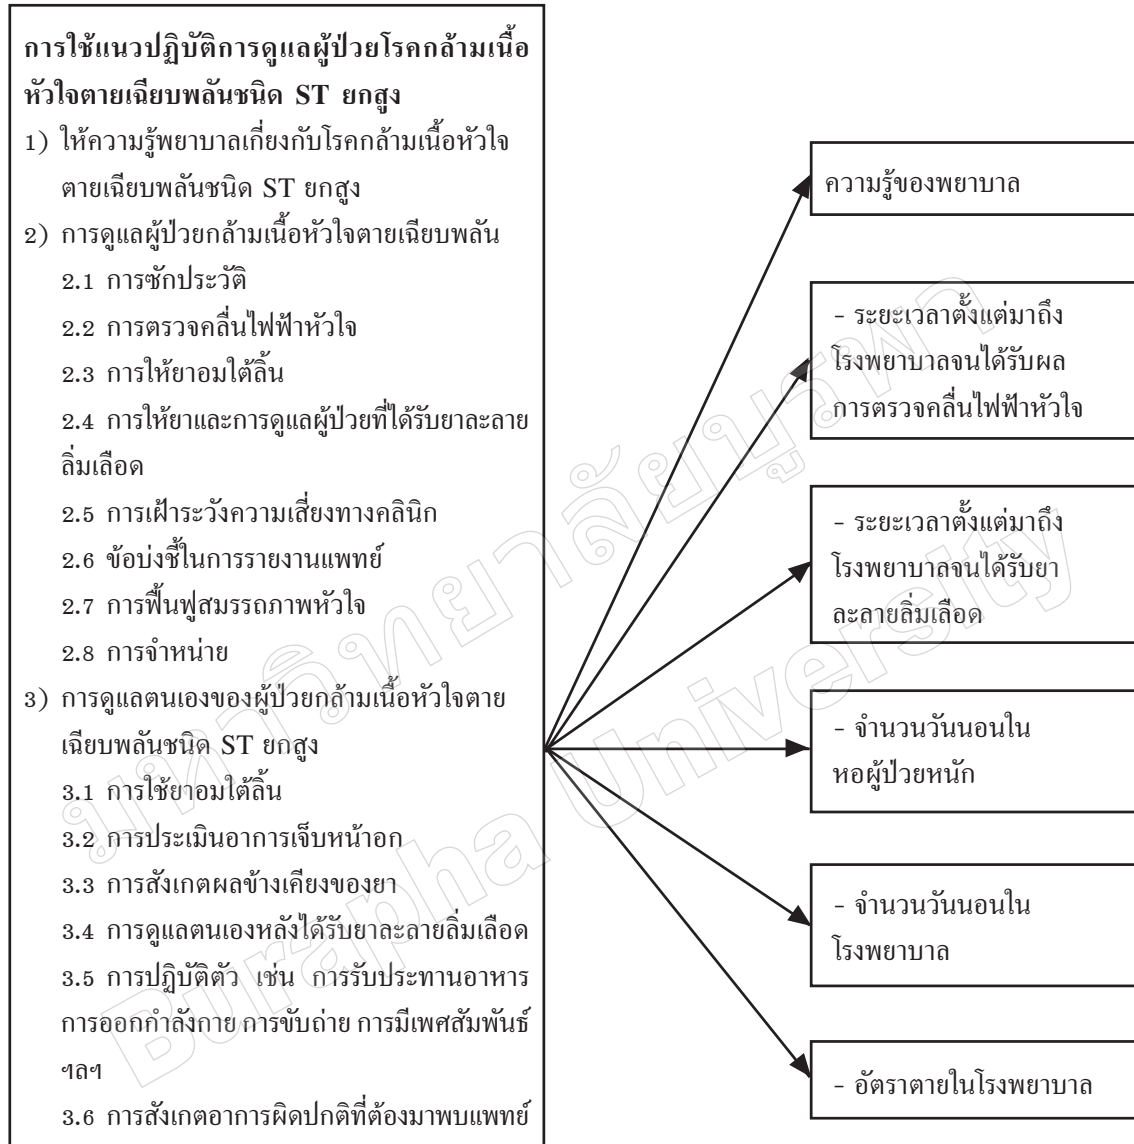 การใช้แนวปฏิบัติการดูแลผู้ป่วยโรคกล้ามเนื้อ
หัวใจตายเฉียบพลันชนิด ST ยกสูง
1) ให้ความรู้พยาบาลเกี่ยงกับโรคกล้ามเนื้อหัวใจ
ตายเฉียบพลันชนิด ST ยกสูง
2) การดูแลผู้ป่วยกล้ามเนื้อหัวใจตายเฉียบพลัน
2.1 การซักประวัติ
2.2 การตรวจคลื่นไฟฟ้าหัวใจ
2.3 การให้ยาอมใต้ลิ้น
2.4 การให้ยาและการดูแลผู้ป่วยที่ได้รับยาละลาย
ลิ่มเลือด
2.5 การเฝ้าระวังความเสี่ยงทางคลินิก
2.6 ข้อบ่งชี้ในการรายงานแพทย์
2.7 การฟื้นฟูสมรรถภาพหัวใจ
2.8 การจำหน่าย
3) การดูแลตนเองของผู้ป่วยกล้ามเนื้อหัวใจตาย
เฉียบพลันชนิด ST ยกสูง
3.1 การใช้ยาอมใต้ลิ้น
3.2 การประเมินอาการเจ็บหน้าอก
3.3 การสังเกตผลข้างเคียงของยา
3.4 การดูแลตนเองหลังได้รับยาละลายลิ่มเลือด
3.5 การปฏิบัติตัว เช่น การรับประทานอาหาร
การออกกำลังกาย การขับถ่าย การมีเพศสัมพันธ์
ฯลฯ
3.6 การสังเกตอาการผิดปกติที่ต้องมาพบแพทย์
ความรู้ของพยาบาล
- ระยะเวลาตั้งแต่มาถึง
โรงพยาบาลจนได้รับผล
การตรวจคลื่นไฟฟ้าหัวใจ
- ระยะเวลาตั้งแต่มาถึง
โรงพยาบาลจนได้รับยา
ละลายลิ่มเลือด
- จำนวนวันนอนใน
หอผู้ป่วยหนัก
- จำนวนวันนอนใน
โรงพยาบาล
- อัตราตายในโรงพยาบาล
มหาวิทยาลัยบูรพา
Burapha University